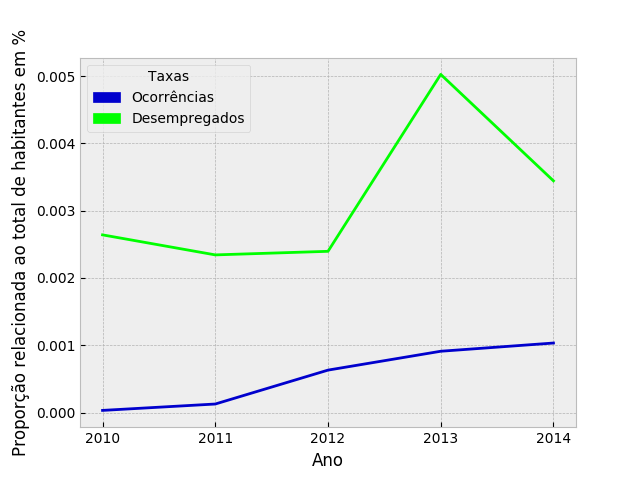 Proporção relacionada ao total de habitantes em %
0.005
0.004
0.003
0.002
0.001
0.000
Taxas
Ocorrências
Desempregados
2010 2011 2012 2013 2014
Ano